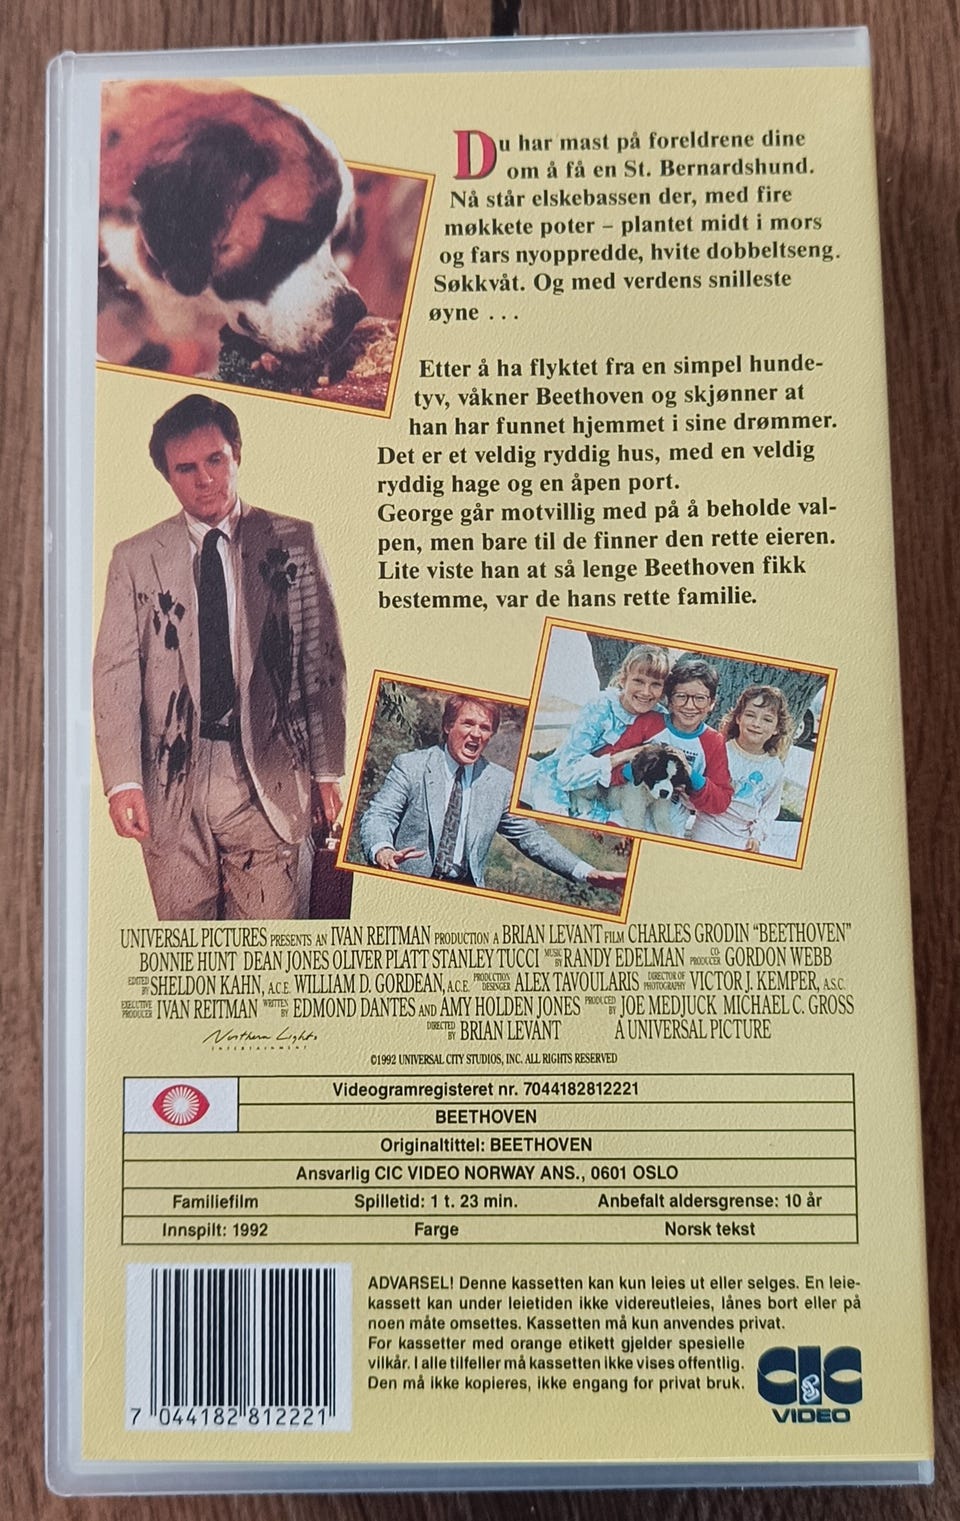 Du har mast på foreldrene dine
om å få en St. Bernardshund.
Nå står elskebassen der, med fire
møkkete poter – plantet midt i mors
og fars nyoppredde, hvite dobbeltseng.
Søkkvåt. Og med verdens snilleste
øyne . . .
Etter å ha flyktet fra en simpel hunde-
tyv, våkner Beethoven og skjønner at
han har funnet hjemmet i sine drømmer.
Det er et veldig ryddig hus, med en veldig
ryddig hage og en åpen port.
George går motvillig med på å beholde val-
pen, men bare til de finner den rette eieren.
Lite viste han at så lenge Beethoven fikk
bestemme, var de hans rette familie.
UNIVERSAL PICTURES PRESENTS AN IVAN REITMAN PRODUCTION A BRIAN LEVANT FILM CHARLES GRODIN "BEETHOVEN"
BONNIE HUNT DEAN JONES OLIVER PLATT STANLEY TUCCI MUSIC BY RANDY EDELMAN CO-PRODUCER GORDON WEBB
EDITED BY SHELDON KAHN, A.C.E. WILLIAM D. GORDEAN, A.C.E. PRODUCTION DESINGER ALEX TAVOULARIS DIRECTOR OF PHOTOGRAPHY VICTOR J. KEMPER, A.S.C.
EXECUTIVE PRODUCER IVAN REITMAN WRITTEN BY EDMOND DANTES AND AMY HOLDEN JONES PRODUCED BY JOE MEDJUCK MICHAEL C. GROSS
Northern Lights
ENTERTAINMENT
DIRECTED BY BRIAN LEVANT A UNIVERSAL PICTURE
©1992 UNIVERSAL CITY STUDIOS, INC. ALL RIGHTS RESERVED
Videogramregisteret nr. 7044182812221
BEETHOVEN
Originaltittel: BEETHOVEN
Ansvarlig CIC VIDEO NORWAY ANS., 0601 OSLO
Familiefilm Spilletid: 1 t. 23 min. Anbefalt aldersgrense: 10 år
Innspilt: 1992 Farge Norsk tekst
7 044182 812221
ADVARSEL! Denne kassetten kan kun leies ut eller selges. En leie-
kassett kan under leietiden ikke videreutleies, lånes bort eller på
noen måte omsettes. Kassetten må kun anvendes privat.
For kassetter med orange etikett gjelder spesielle
vilkår. I alle tilfeller må kassetten ikke vises offentlig.
Den må ikke kopieres, ikke engang for privat bruk.
CIC
VIDEO